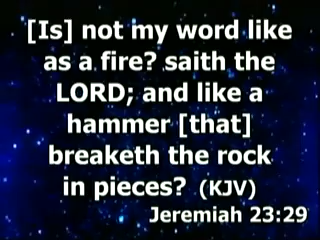 [Is] not my word like
as a fire? saith the
LORD; and like a
hammer [that]
breaketh the rock
in pieces? (KJV)
Jeremiah 23:29